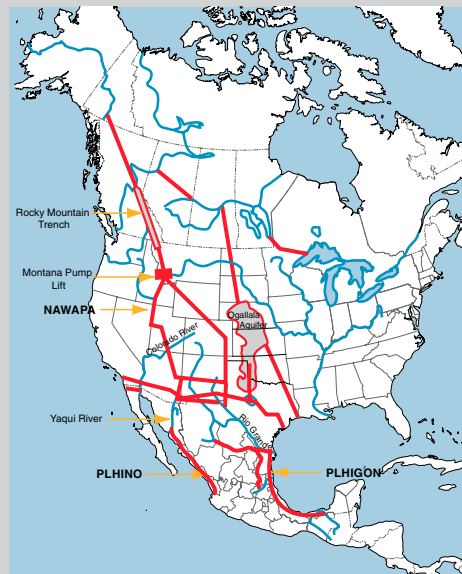 Rocky Mountain
Trench
Montana Pump
Lift
NAWAPA
Ogallala
Aquifer
Colorado River
Yaqui River
Rio Grande
PLHINO
PLHIGON